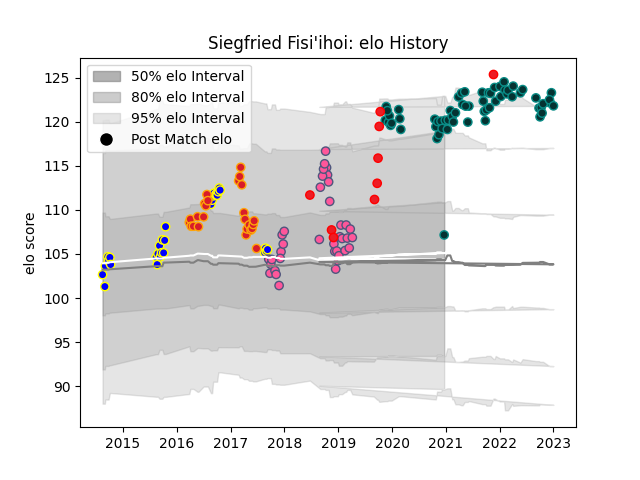 Siegfried Fisi'ihoi: elo History
50% elo Interval
80% elo Interval
95% elo Interval
Post Match elo
elo score
125
120
115
110
105
100
95
90
2015 2016 2017 2018 2019 2020 2021 2022 2023